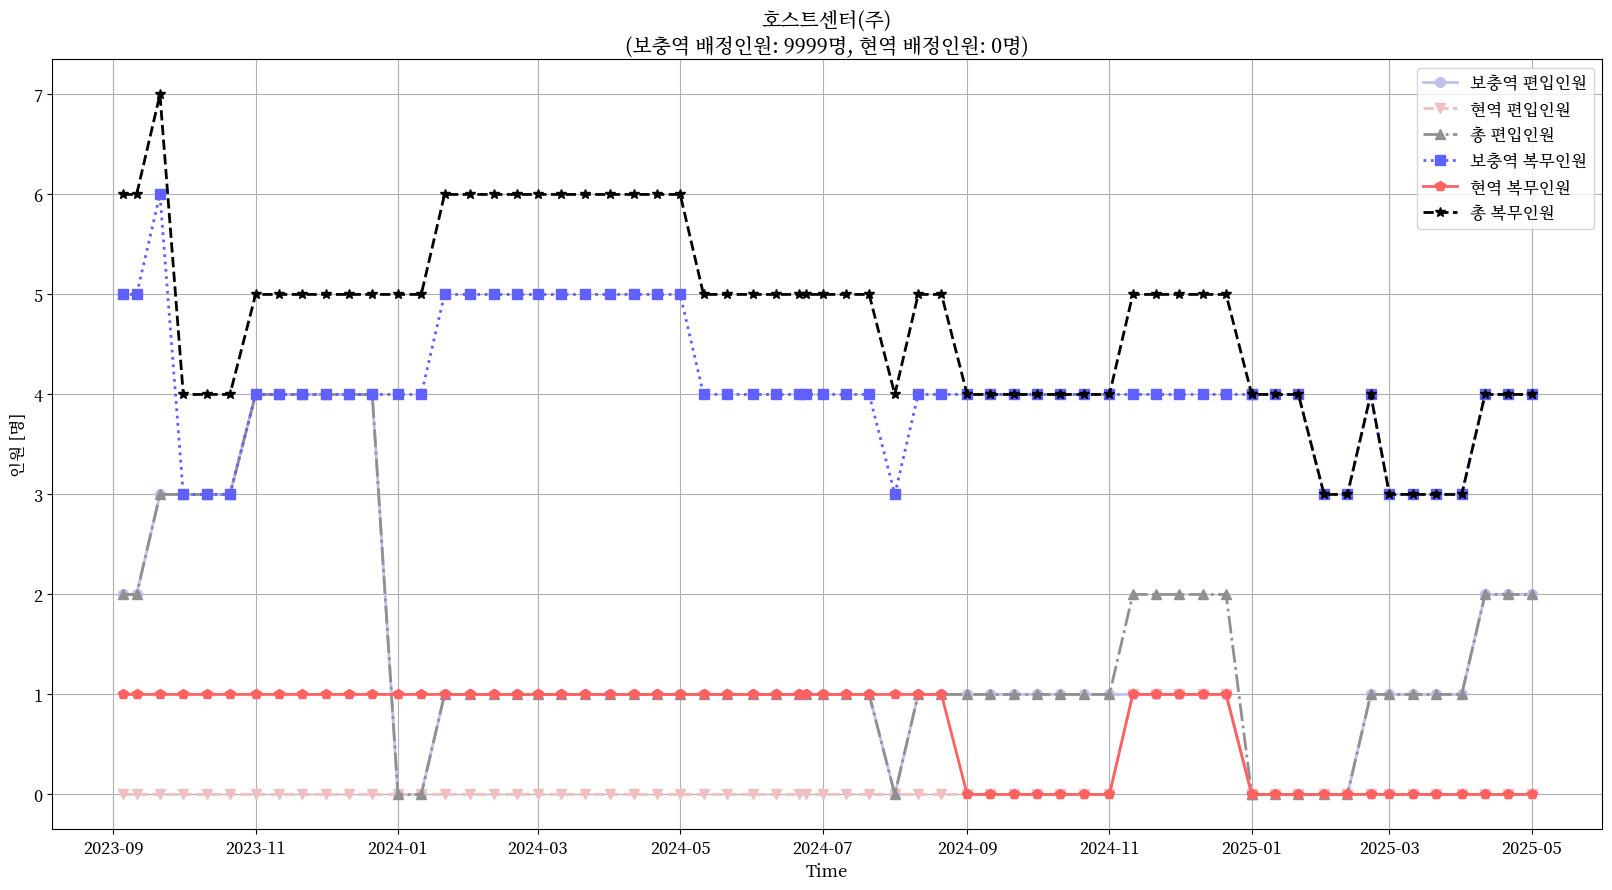 호스트센터(주)
(보충역 배정인원: 9999명, 현역 배정인원: 0명)
보충역 편입인원
현역 편입인원
총 편입인원
보충역 복무인원
현역 복무인원
총 복무인원
7
6
5
4
3
2
1
0
인원 [명]
2023-09 2023-11 2024-01 2024-03 2024-05 2024-07 2024-09 2024-11 2025-01 2025-03 2025-05
Time